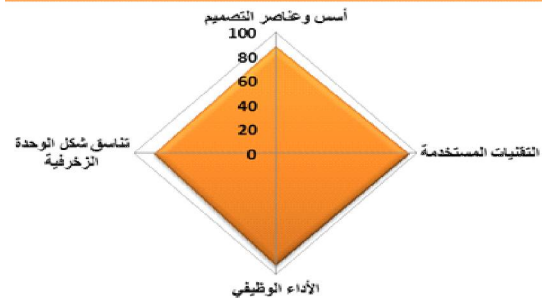 أسس وعناصر التصميم
100
80
60
40
20
0
التقنيات المستخدمة
تناسق شكل الوحدة
الزخرفية
الأداء الوظيفي